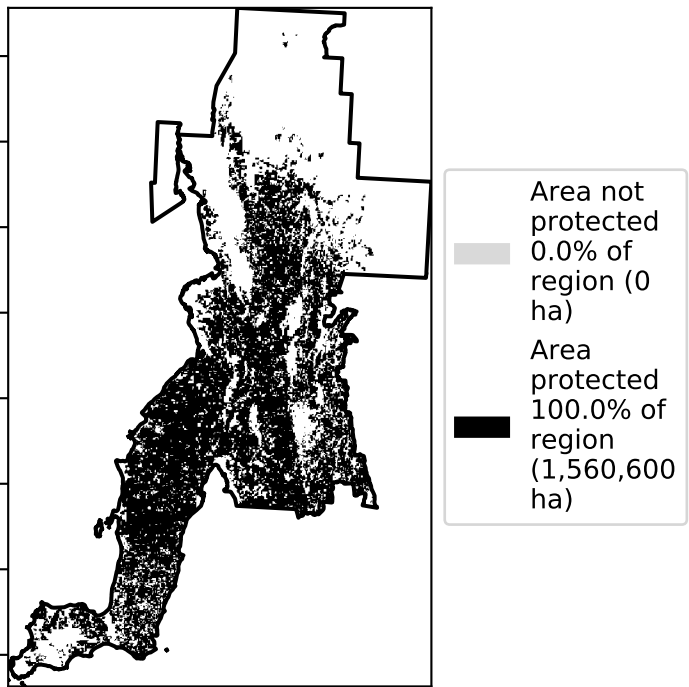 Area not
protected
0.0% of
region (0
ha)
Area
protected
100.0% of
region
(1,560,600
ha)